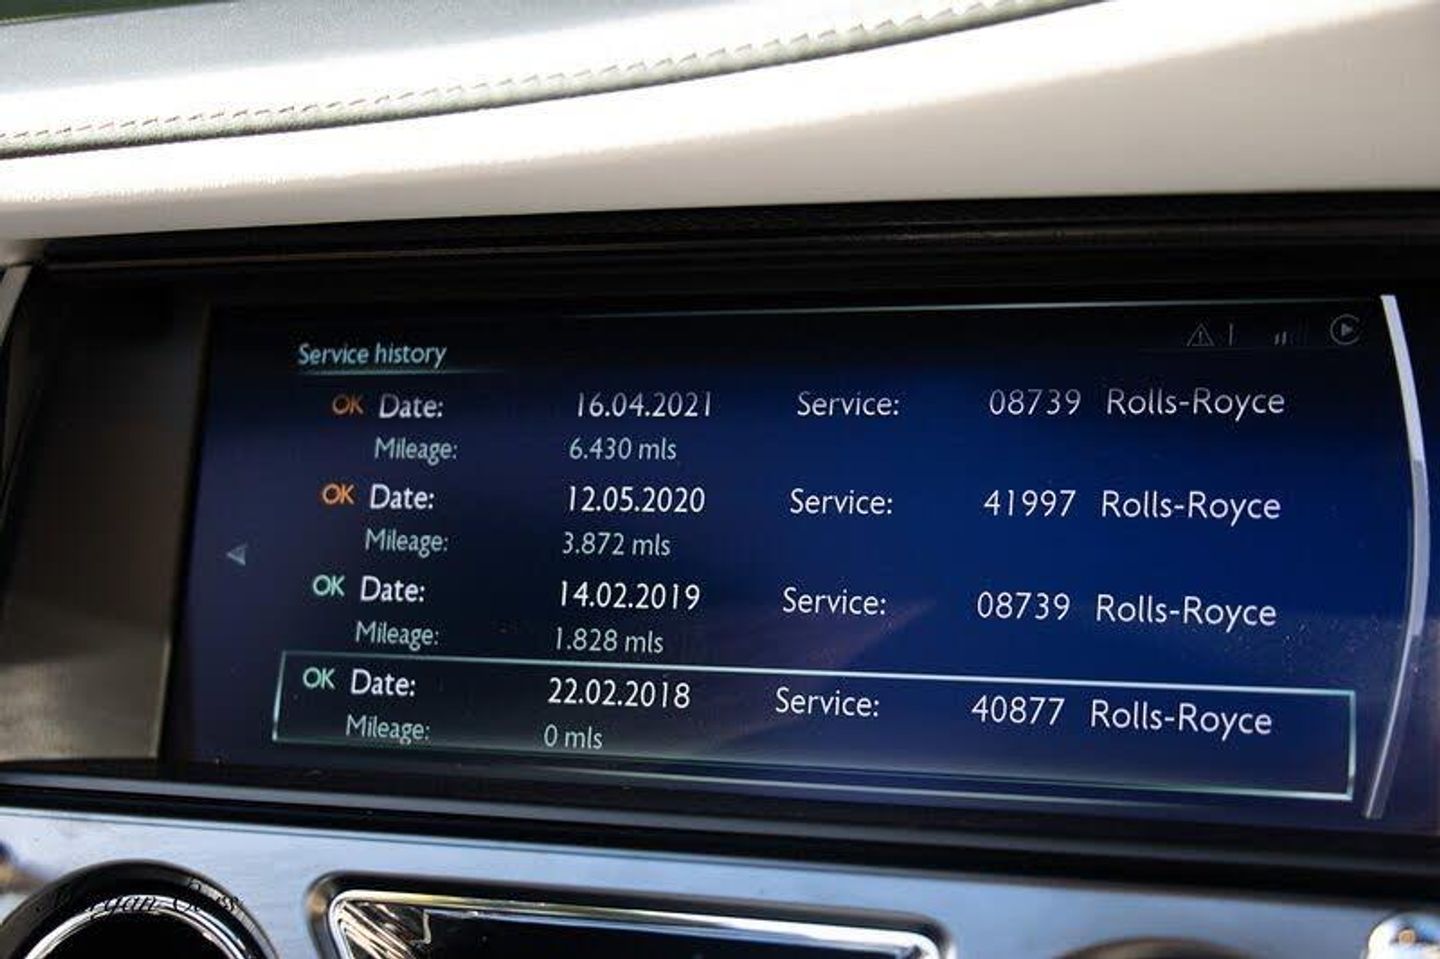 Service history
OK Date: 16.04.2021 Service: 08739 Rolls-Royce
Mileage: 6.430 mls
OK Date: 12.05.2020 Service: 41997 Rolls-Royce
Mileage: 3.872 mls
OK Date: 14.02.2019 Service: 08739 Rolls-Royce
Mileage: 1.828 mls
OK Date: 22.02.2018 Service: 40877 Rolls-Royce
Mileage: 0 mls